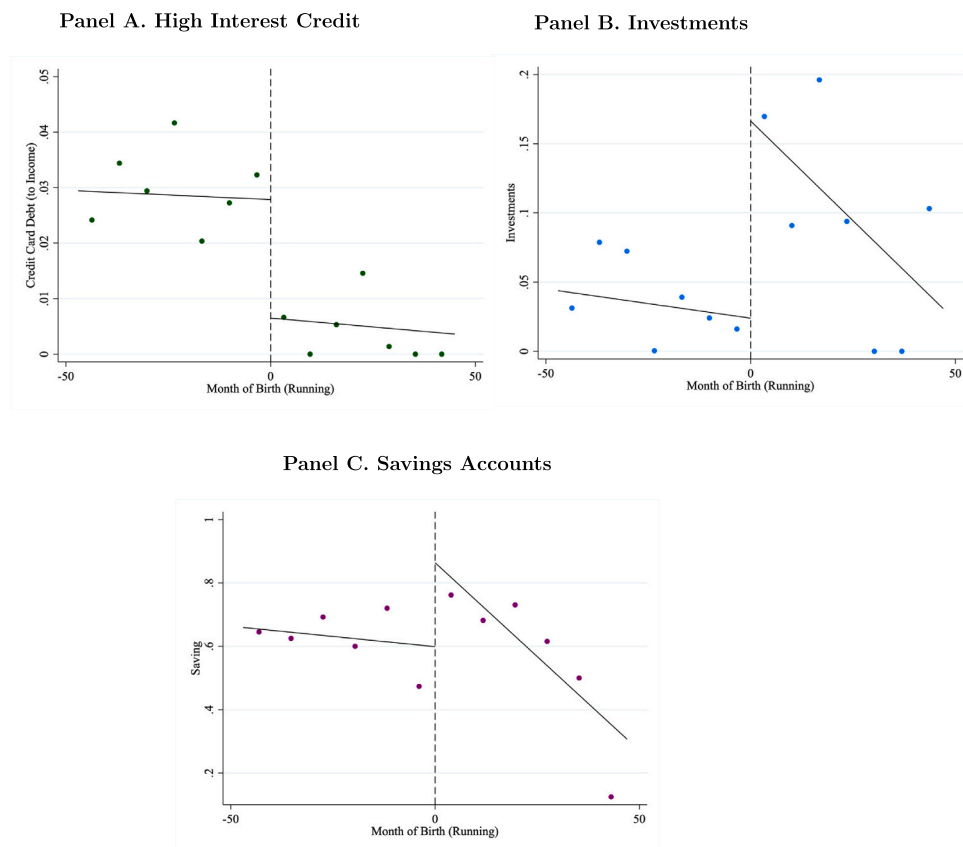 Panel A. High Interest Credit
.05
.04
.03
.02
.01
0
Credit Card Debt (to Income)
-50
0
50
Month of Birth (Running)
Panel B. Investments
.2
.15
.1
.05
0
Investments
-50
0
50
Month of Birth (Running)
Panel C. Savings Accounts
1
.8
.6
.4
.2
Saving
-50
0
50
Month of Birth (Running)